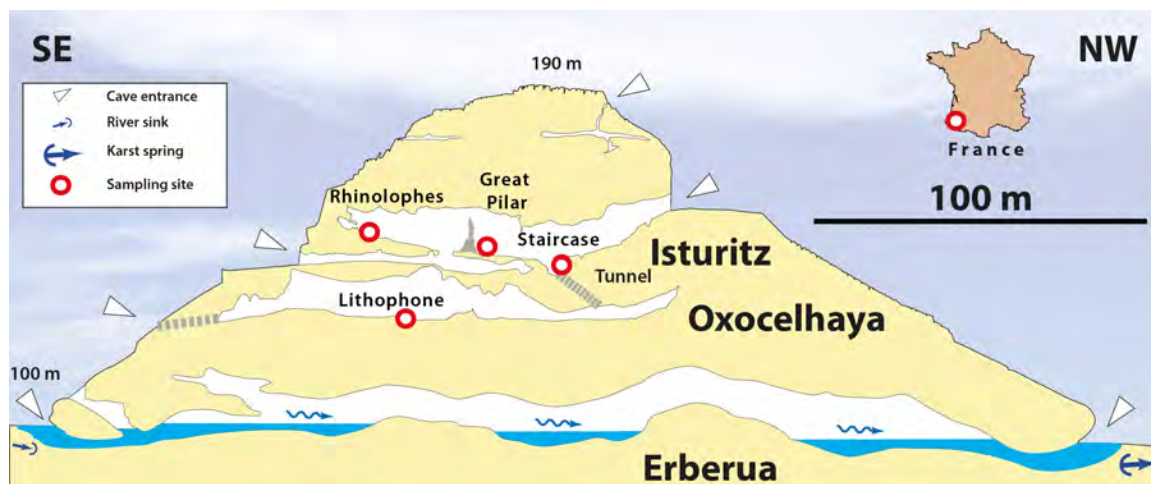 SE
NW
190 m
Cave entrance
River sink
Karst spring
Sampling site
France
100 m
Rhinolophes
Great
Pilar
Staircase
Isturitz
Tunnel
Lithophone
Oxocelhaya
100 m
Erberua